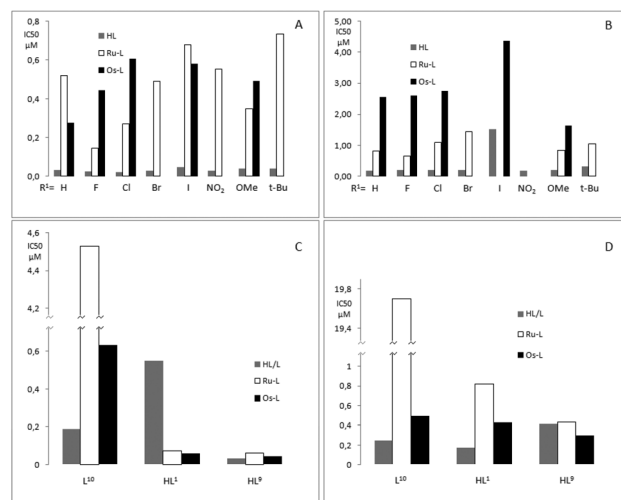 A
0,8
IC50
µM
HL
0,6
Ru-L
Os-L
0,4
0,2
0
R¹= H F Cl Br I NO₂ OMe t-Bu
B
5,00
IC50
µM
HL
4,00
Ru-L
Os-L
3,00
2,00
1,00
0,00
R¹= H F Cl Br I NO₂ OMe t-Bu
C
4,6
IC50
µM
4,4
4,2
0,6
HL/L
Ru-L
0,4
Os-L
0,2
0
L¹⁰ HL¹ HL⁹
D
19,8
IC50
µM
HL/L
19,4
Ru-L
Os-L
1
0,8
0,6
0,4
0,2
0
L¹⁰ HL¹ HL⁹